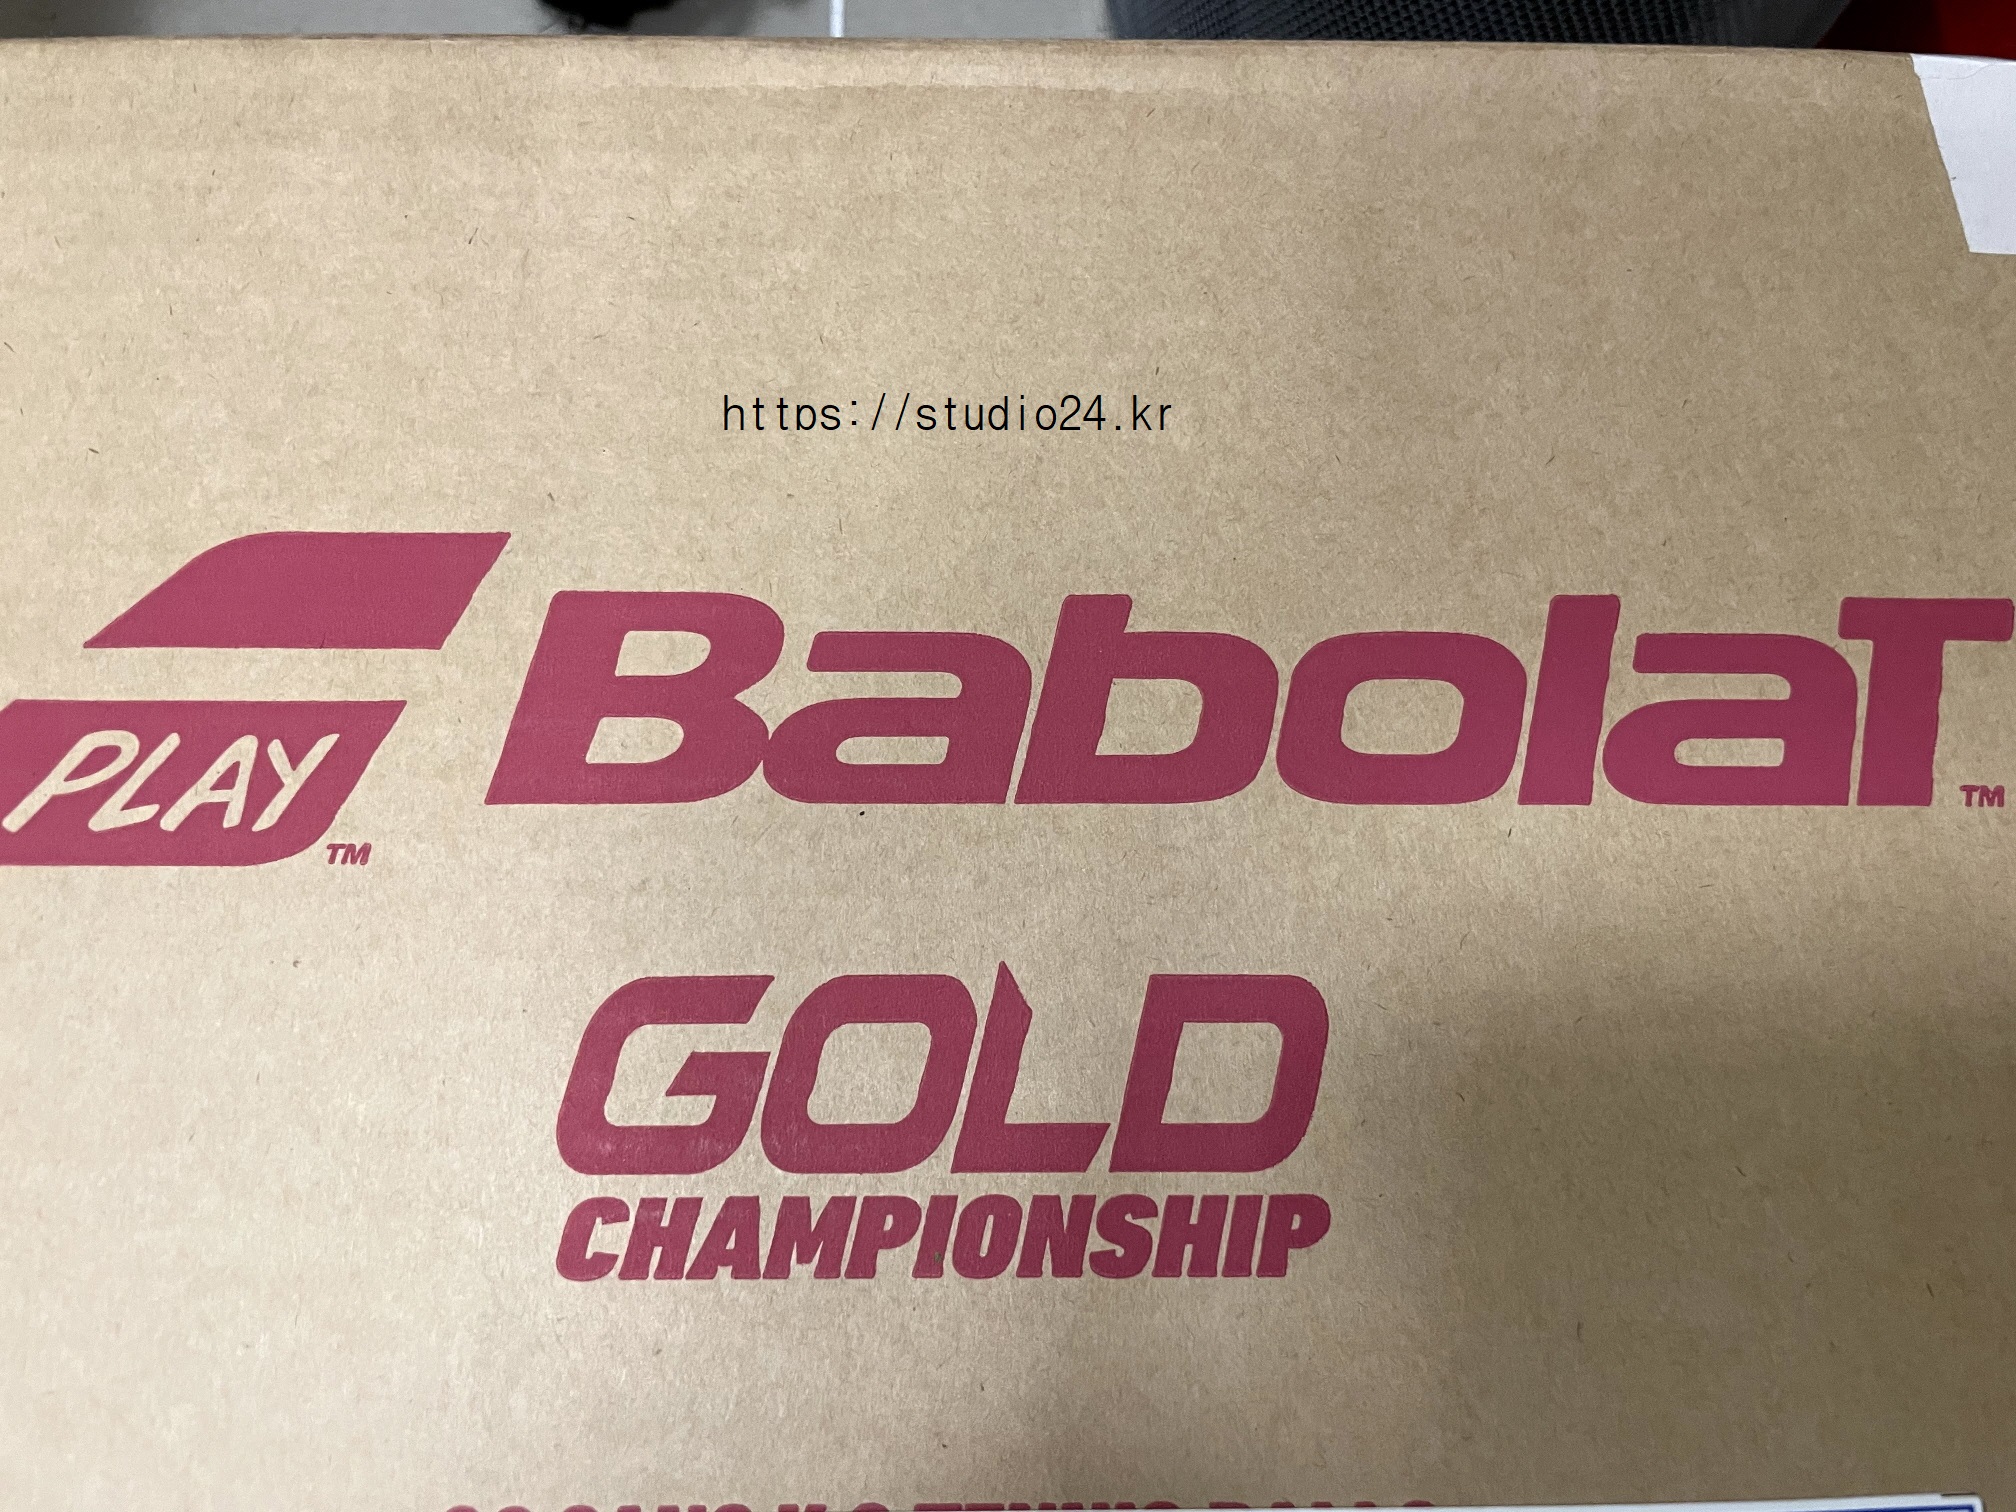 https://studio24.kr
Babolat
PLAY
TM
TM
GOLD
CHAMPIONSHIP